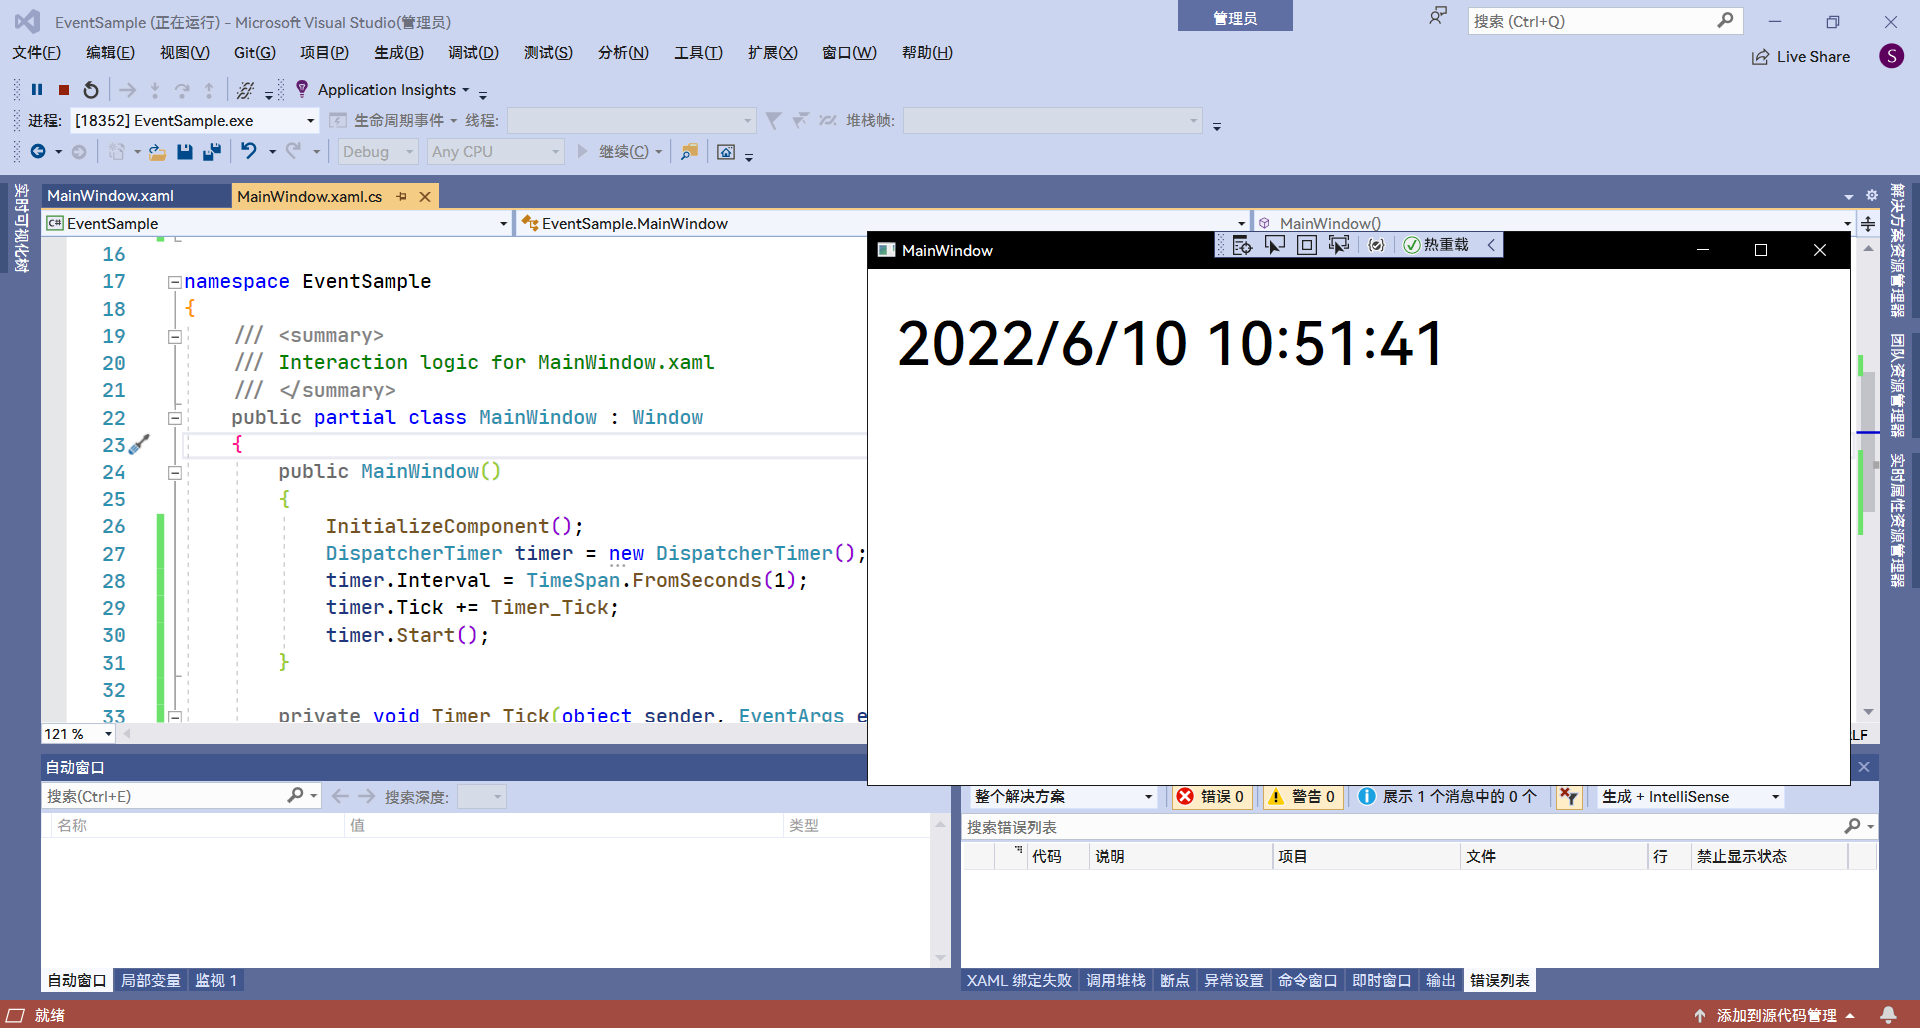 EventSample (正在运行) - Microsoft Visual Studio(管理员)
管理员
搜索 (Ctrl+Q)
文件(F) 编辑(E) 视图(V) Git(G) 项目(P) 生成(B) 调试(D) 测试(S) 分析(N) 工具(T) 扩展(X) 窗口(W) 帮助(H)
Live Share
S
Application Insights
进程: [18352] EventSample.exe 生命周期事件 线程: 堆栈帧:
Debug Any CPU 继续(C)
实时可视化树
MainWindow.xaml MainWindow.xaml.cs
C# EventSample EventSample.MainWindow MainWindow()
16
17 namespace EventSample
18 {
19 /// <summary>
20 /// Interaction logic for MainWindow.xaml
21 /// </summary>
22 public partial class MainWindow : Window
23 {
24 public MainWindow()
25 {
26 InitializeComponent();
27 DispatcherTimer timer = new DispatcherTimer();
28 timer.Interval = TimeSpan.FromSeconds(1);
29 timer.Tick += Timer_Tick;
30 timer.Start();
31 }
32
33 private void Timer_Tick(object sender, EventArgs e
121 %
LF
MainWindow
热重载
2022/6/10 10:51:41
解决方案资源管理器
团队资源管理器
实时属性资源管理器
自动窗口
搜索(Ctrl+E) 搜索深度:
名称 值 类型
自动窗口 局部变量 监视 1
整个解决方案 错误 0 警告 0 展示 1 个消息中的 0 个 生成 + IntelliSense
搜索错误列表
代码 说明 项目 文件 行 禁止显示状态
XAML 绑定失败 调用堆栈 断点 异常设置 命令窗口 即时窗口 输出 错误列表
就绪
添加到源代码管理